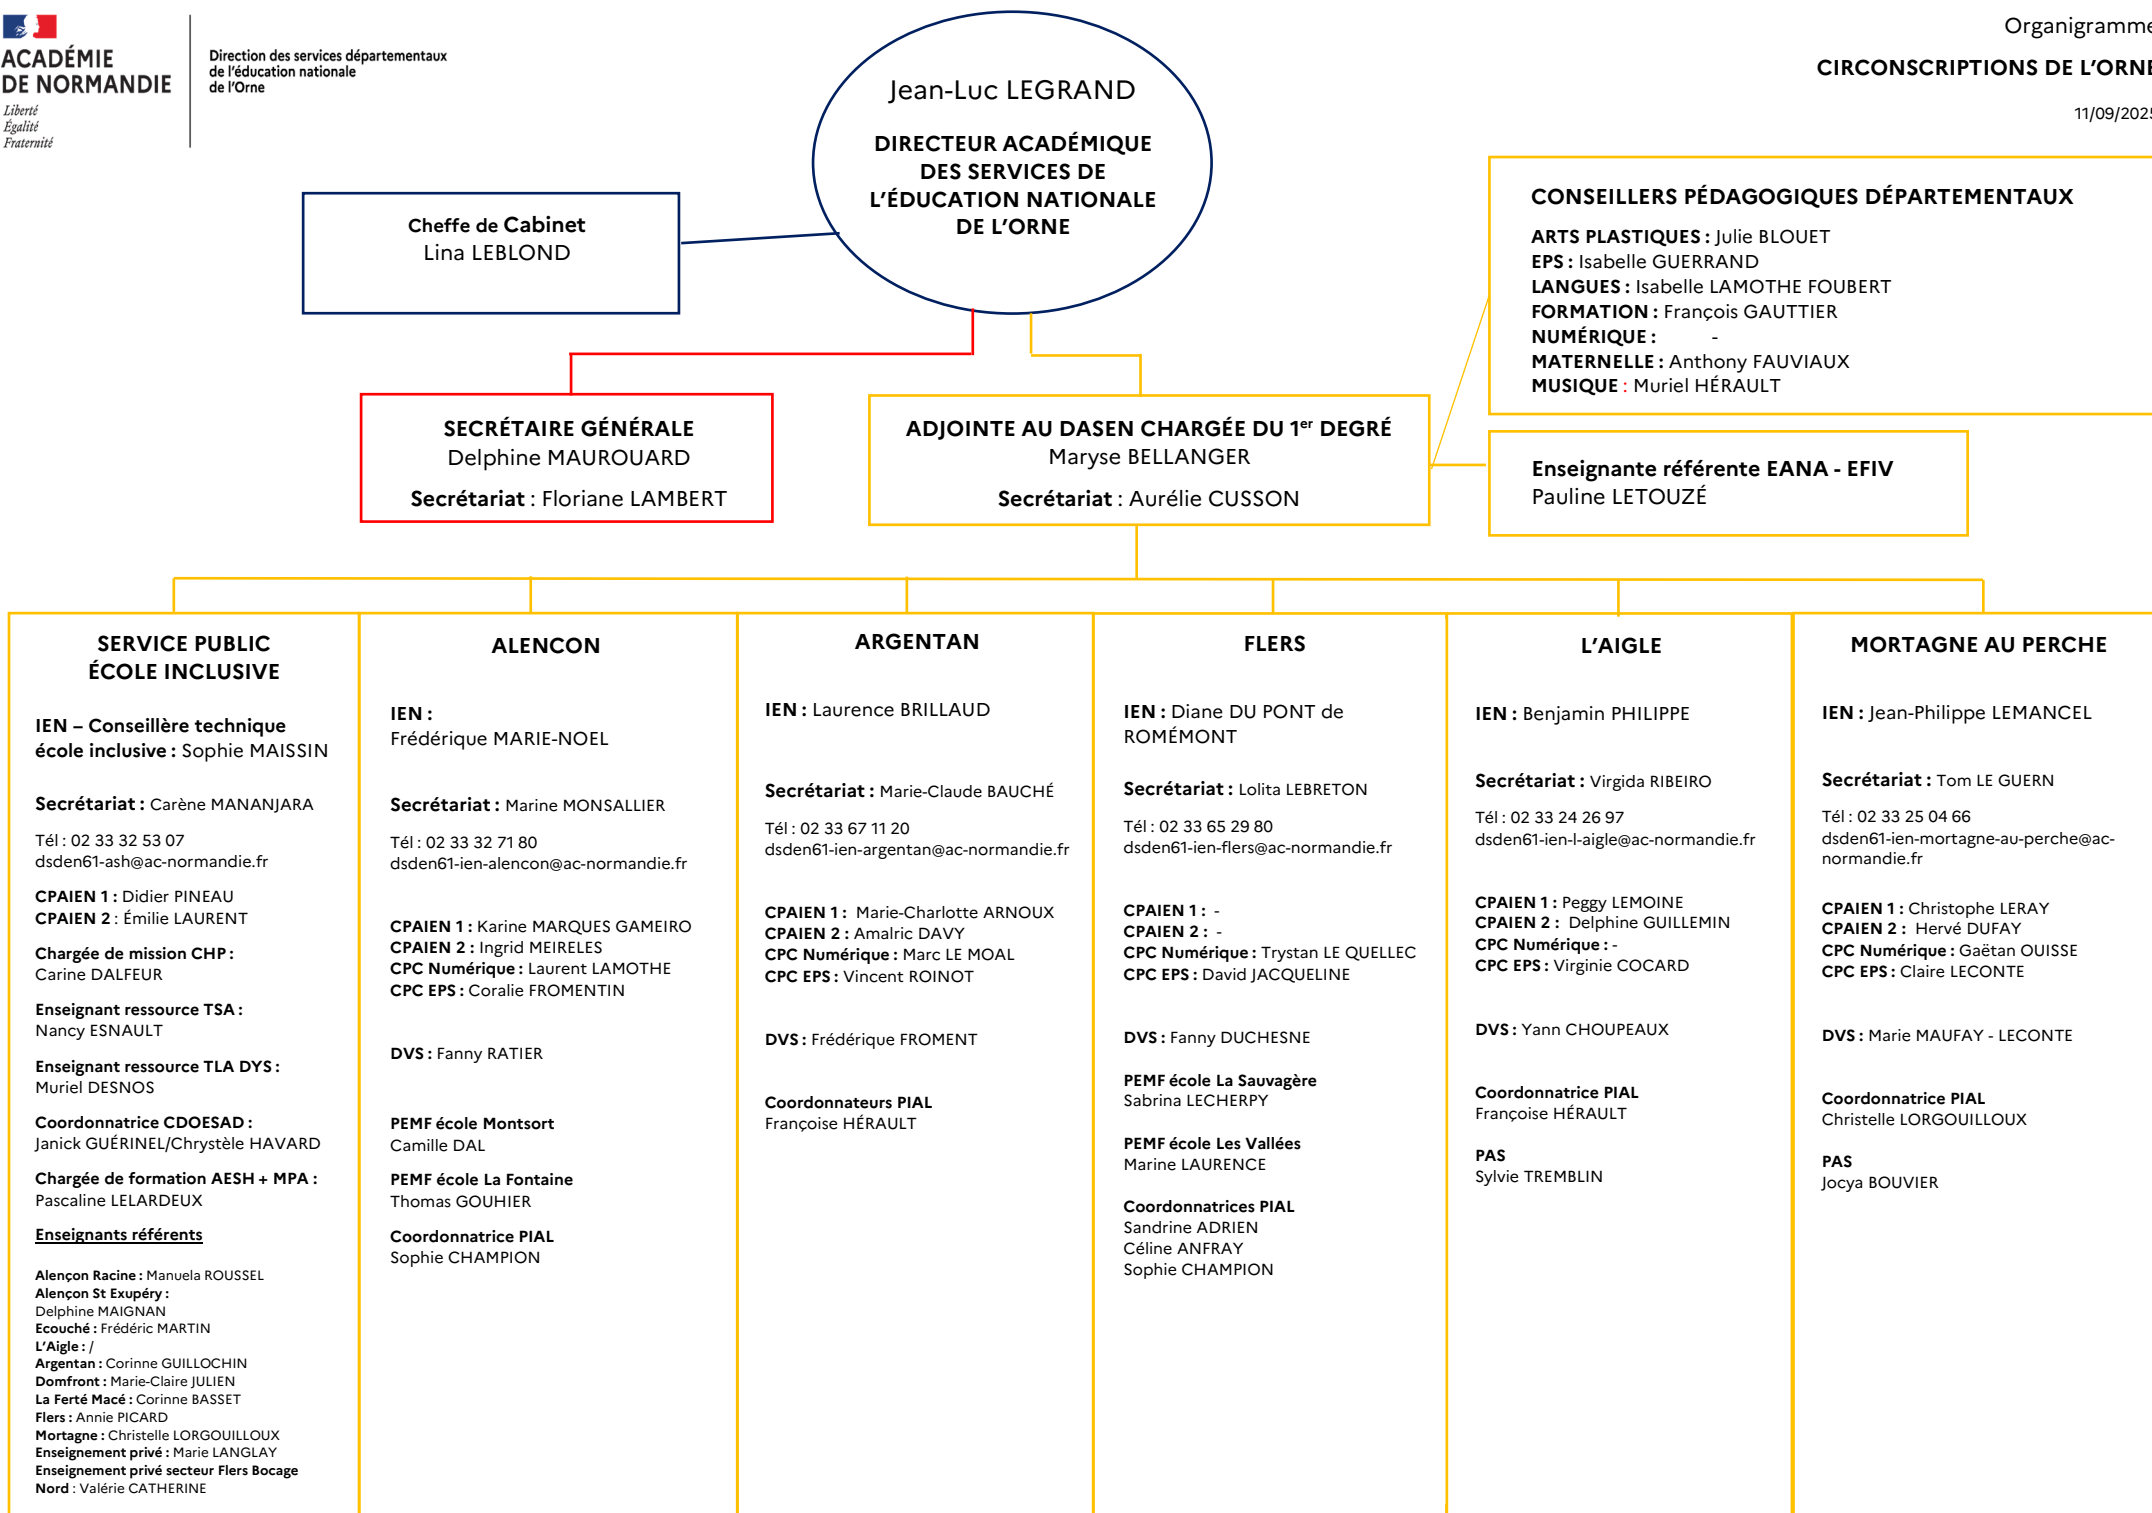 ACADÉMIE
DE NORMANDIE
Liberté
Égalité
Fraternité
Direction des services départementaux
de l'éducation nationale
de l'Orne
Organigramme
CIRCONSCRIPTIONS DE L'ORNE
11/09/2025
Jean-Luc LEGRAND
DIRECTEUR ACADÉMIQUE
DES SERVICES DE
L'ÉDUCATION NATIONALE
DE L'ORNE
Cheffe de Cabinet
Lina LEBLOND
CONSEILLERS PÉDAGOGIQUES DÉPARTEMENTAUX
ARTS PLASTIQUES : Julie BLOUET
EPS : Isabelle GUERRAND
LANGUES : Isabelle LAMOTHE FOUBERT
FORMATION : François GAUTTIER
NUMÉRIQUE : -
MATERNELLE : Anthony FAUVIAUX
MUSIQUE : Muriel HÉRAULT
SECRÉTAIRE GÉNÉRALE
Delphine MAUROUARD
Secrétariat : Floriane LAMBERT
ADJOINTE AU DASEN CHARGÉE DU 1er DEGRÉ
Maryse BELLANGER
Secrétariat : Aurélie CUSSON
Enseignante référente EANA - EFIV
Pauline LETOUZÉ
SERVICE PUBLIC
ÉCOLE INCLUSIVE
IEN – Conseillère technique
école inclusive : Sophie MAISSIN
Secrétariat : Carène MANANJARA
Tél : 02 33 32 53 07
dsden61-ash@ac-normandie.fr
CPAIEN 1 : Didier PINEAU
CPAIEN 2 : Émilie LAURENT
Chargée de mission CHP :
Carine DALFEUR
Enseignant ressource TSA :
Nancy ESNAULT
Enseignant ressource TLA DYS :
Muriel DESNOS
Coordonnatrice CDOESAD :
Janick GUÉRINEL/Chrystèle HAVARD
Chargée de formation AESH + MPA :
Pascaline LELARDEUX
Enseignants référents
Alençon Racine : Manuela ROUSSEL
Alençon St Exupéry :
Delphine MAIGNAN
Ecouché : Frédéric MARTIN
L'Aigle : /
Argentan : Corinne GUILLOCHIN
Domfront : Marie-Claire JULIEN
La Ferté Macé : Corinne BASSET
Flers : Annie PICARD
Mortagne : Christelle LORGOUILLOUX
Enseignement privé : Marie LANGLAY
Enseignement privé secteur Flers Bocage
Nord : Valérie CATHERINE
ALENCON
IEN :
Frédérique MARIE-NOEL
Secrétariat : Marine MONSALLIER
Tél : 02 33 32 71 80
dsden61-ien-alencon@ac-normandie.fr
CPAIEN 1 : Karine MARQUES GAMEIRO
CPAIEN 2 : Ingrid MEIRELES
CPC Numérique : Laurent LAMOTHE
CPC EPS : Coralie FROMENTIN
DVS : Fanny RATIER
PEMF école Montsort
Camille DAL
PEMF école La Fontaine
Thomas GOUHIER
Coordonnatrice PIAL
Sophie CHAMPION
ARGENTAN
IEN : Laurence BRILLAUD
Secrétariat : Marie-Claude BAUCHÉ
Tél : 02 33 67 11 20
dsden61-ien-argentan@ac-normandie.fr
CPAIEN 1 : Marie-Charlotte ARNOUX
CPAIEN 2 : Amalric DAVY
CPC Numérique : Marc LE MOAL
CPC EPS : Vincent ROINOT
DVS : Frédérique FROMENT
Coordonnateurs PIAL
Françoise HÉRAULT
FLERS
IEN : Diane DU PONT de
ROMÉMONT
Secrétariat : Lolita LEBRETON
Tél : 02 33 65 29 80
dsden61-ien-flers@ac-normandie.fr
CPAIEN 1 : -
CPAIEN 2 : -
CPC Numérique : Trystan LE QUELLEC
CPC EPS : David JACQUELINE
DVS : Fanny DUCHESNE
PEMF école La Sauvagère
Sabrina LECHERPY
PEMF école Les Vallées
Marine LAURENCE
Coordonnatrices PIAL
Sandrine ADRIEN
Céline ANFRAY
Sophie CHAMPION
L'AIGLE
IEN : Benjamin PHILIPPE
Secrétariat : Virgida RIBEIRO
Tél : 02 33 24 26 97
dsden61-ien-l-aigle@ac-normandie.fr
CPAIEN 1 : Peggy LEMOINE
CPAIEN 2 : Delphine GUILLEMIN
CPC Numérique : -
CPC EPS : Virginie COCARD
DVS : Yann CHOUPEAUX
Coordonnatrice PIAL
Françoise HÉRAULT
PAS
Sylvie TREMBLIN
MORTAGNE AU PERCHE
IEN : Jean-Philippe LEMANCEL
Secrétariat : Tom LE GUERN
Tél : 02 33 25 04 66
dsden61-ien-mortagne-au-perche@ac-
normandie.fr
CPAIEN 1 : Christophe LERAY
CPAIEN 2 : Hervé DUFAY
CPC Numérique : Gaëtan OUISSE
CPC EPS : Claire LECONTE
DVS : Marie MAUFAY - LECONTE
Coordonnatrice PIAL
Christelle LORGOUILLOUX
PAS
Jocya BOUVIER